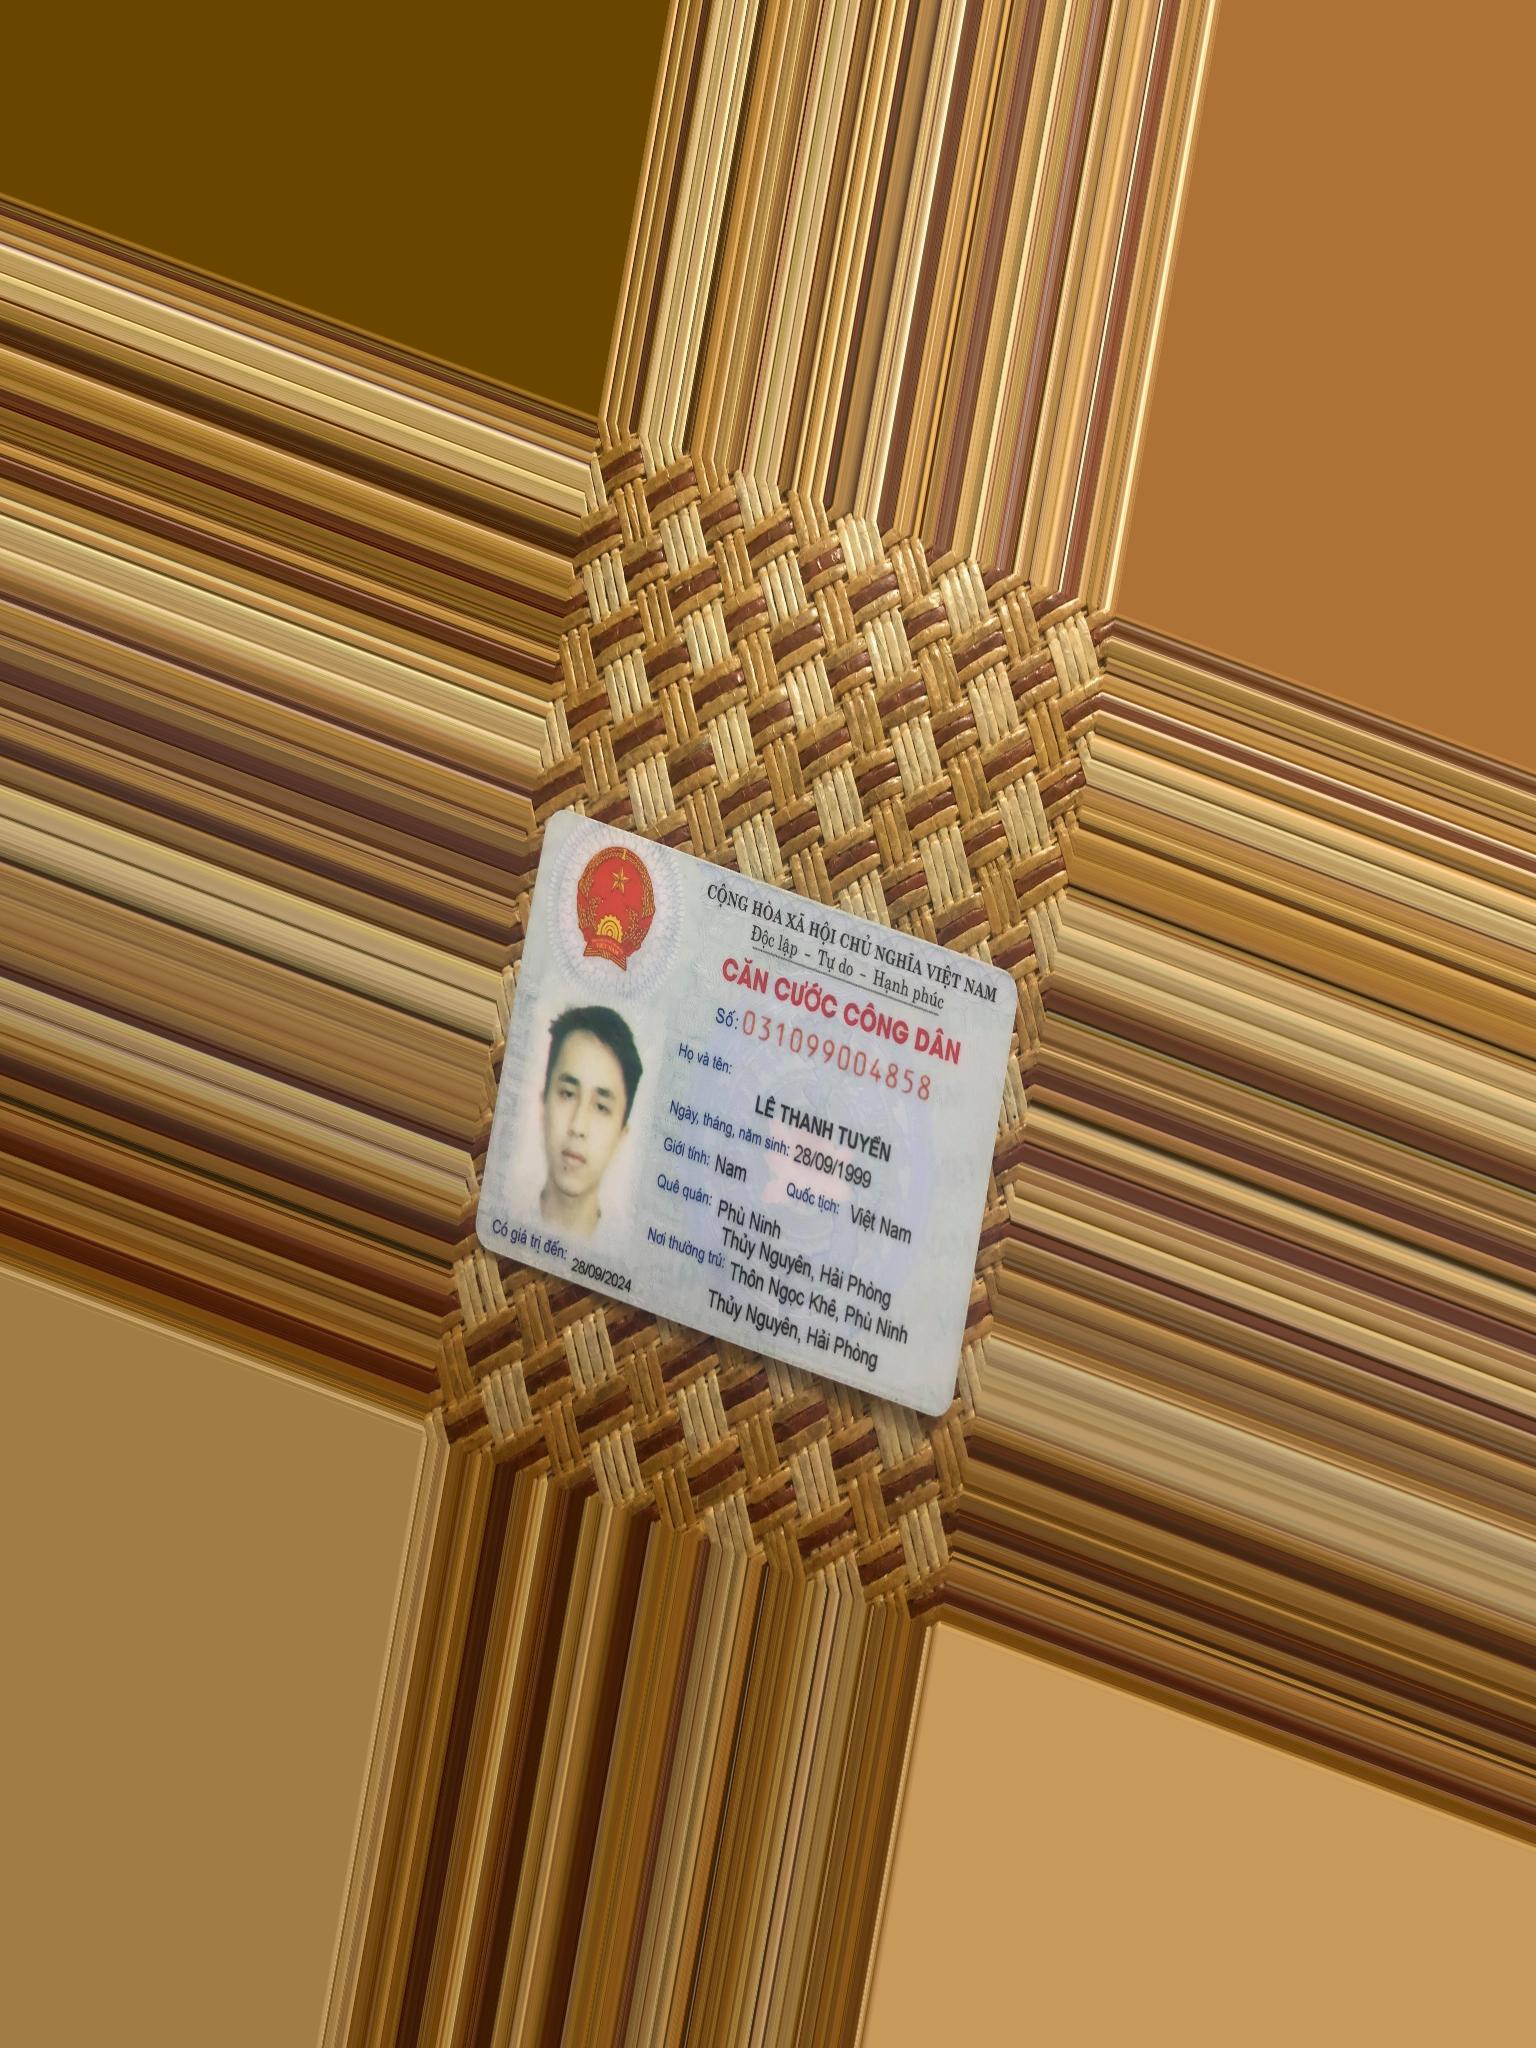 CỘNG HÒA XÃ HỘI CHỦ NGHĨA VIỆT NAM
Độc lập - Tự do - Hạnh phúc
CĂN CƯỚC CÔNG DÂN
Số: 031099004858
Họ và tên:
LÊ THANH TUYỂN
Ngày, tháng, năm sinh: 28/09/1999
Giới tính: Nam Quốc tịch: Việt Nam
Quê quán: Phù Ninh
Thủy Nguyên, Hải Phòng
Nơi thường trú: Thôn Ngọc Khê, Phù Ninh
Thủy Nguyên, Hải Phòng
Có giá trị đến: 28/09/2024
VIỆT NAM